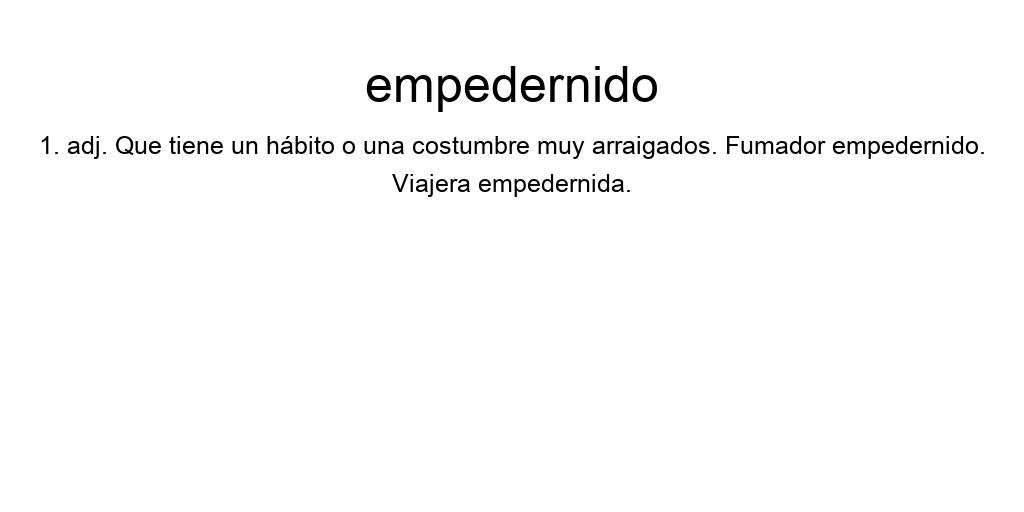 empedernido
1. adj. Que tiene un hábito o una costumbre muy arraigados. Fumador empedernido.
Viajera empedernida.